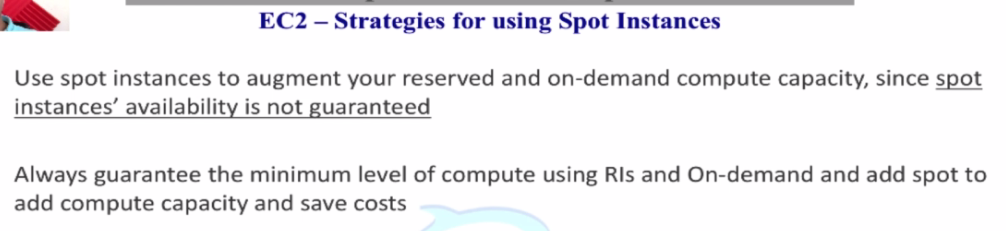 EC2 – Strategies for using Spot Instances
Use spot instances to augment your reserved and on-demand compute capacity, since spot
instances’ availability is not guaranteed
Always guarantee the minimum level of compute using RIs and On-demand and add spot to
add compute capacity and save costs